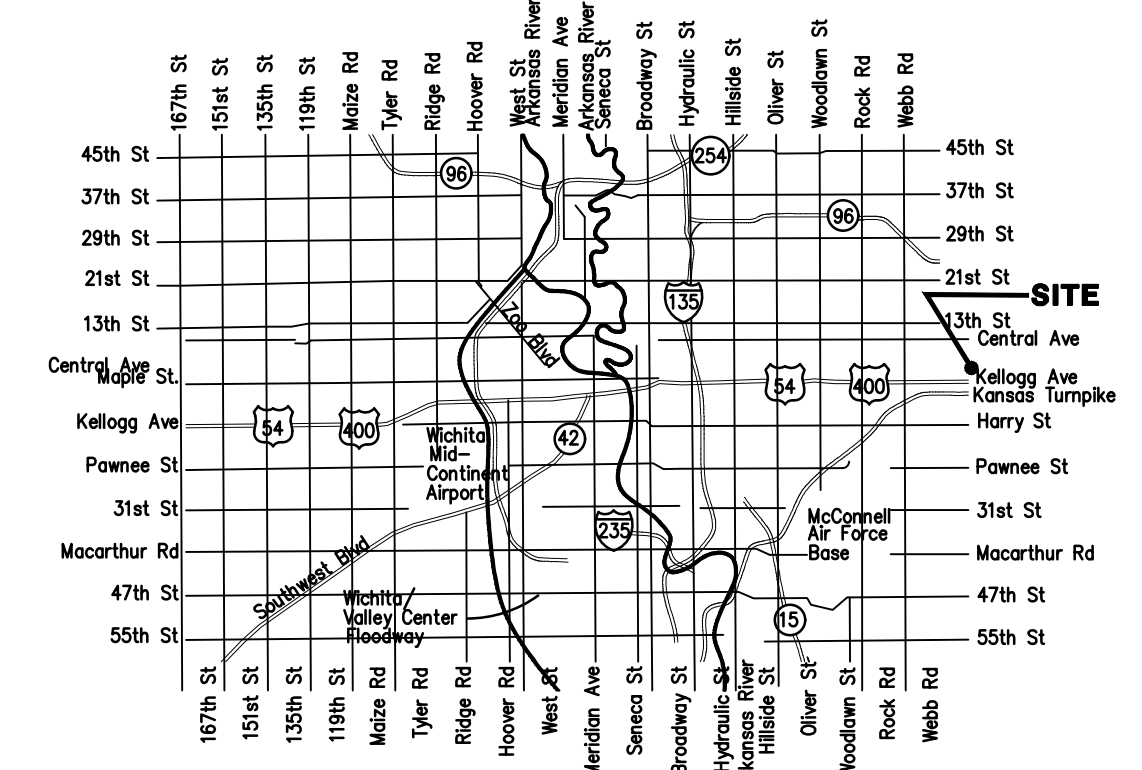 167th St
151st St
135th St
119th St
Maize Rd
Tyler Rd
Ridge Rd
Hoover Rd
West St
Arkansas River
Meridian Ave
Arkansas River
Seneca St
Broadway St
Hydraulic St
Hillside St
Oliver St
Woodlawn St
Rock Rd
Webb Rd
45th St
254
45th St
96
37th St
37th St
96
29th St
29th St
21st St
21st St
135
SITE
13th St
13th St
Zoo Blvd
Central Ave
Central Ave
Maple St.
54
400
Kellogg Ave
Kansas Turnpike
Kellogg Ave
54
400
Harry St
42
Wichita
Mid-
Continent
Airport
Pawnee St
Pawnee St
31st St
31st St
235
McConnell
Air Force
Base
Macarthur Rd
Macarthur Rd
Southwest Blvd
47th St
47th St
Wichita/
Valley Center
Floodway
15
55th St
55th St
167th St
151st St
135th St
119th St
Maize Rd
Tyler Rd
Ridge Rd
Hoover Rd
West St
Meridian Ave
Seneca St
Broadway St
Hydraulic St
kansas River
Hillside St
Oliver St
Woodlawn St
Rock Rd
Webb Rd